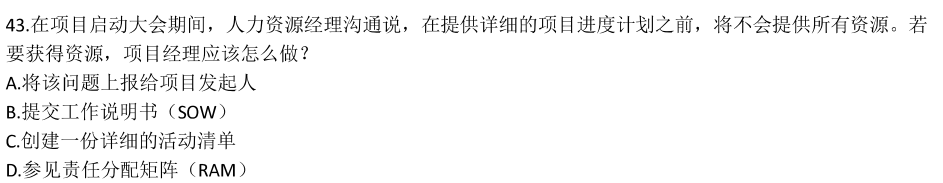 43.在项目启动大会期间，人力资源经理沟通说，在提供详细的项目进度计划之前，将不会提供所有资源。若
要获得资源，项目经理应该怎么做？
A.将该问题上报给项目发起人
B.提交工作说明书（SOW）
C.创建一份详细的活动清单
D.参见责任分配矩阵（RAM）